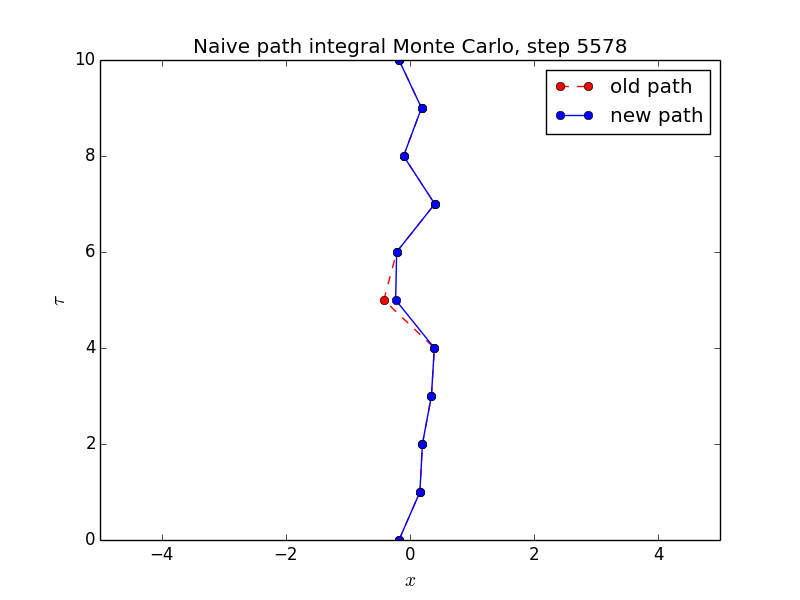 Naive path integral Monte Carlo, step 5578
old path
new path
10
8
6
4
2
0
τ
−4 −2 0 2 4
x